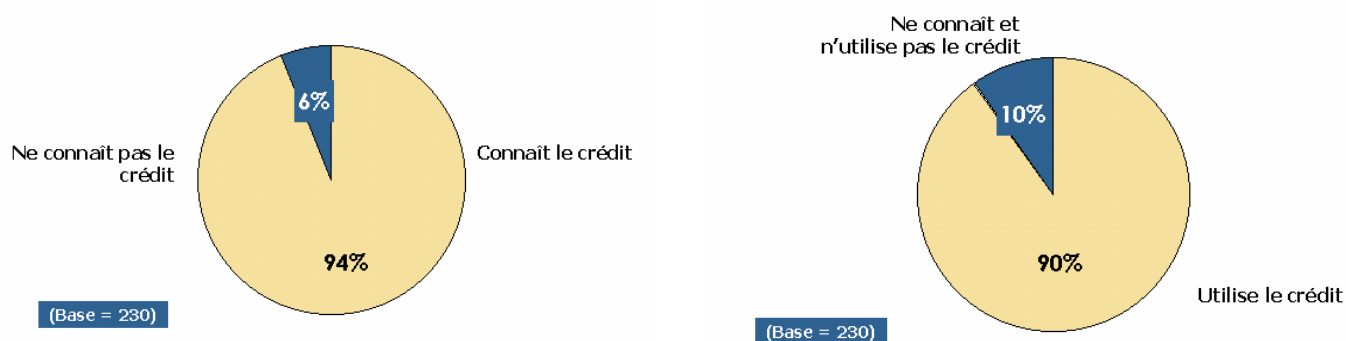 6%
Ne connaît pas le
crédit
Connaît le crédit
94%
(Base = 230)
Ne connaît et
n'utilise pas le crédit
10%
90%
Utilise le crédit
(Base = 230)